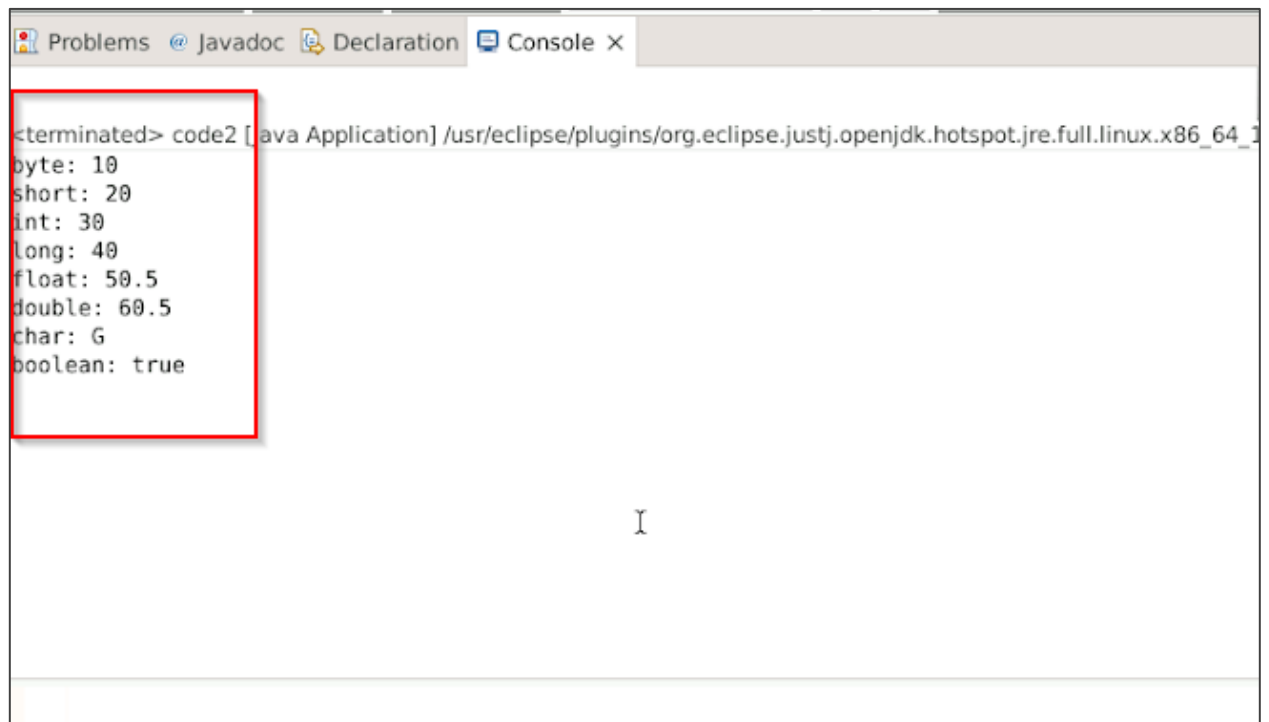 Problems @ Javadoc Declaration Console
<terminated> code2 [Java Application] /usr/eclipse/plugins/org.eclipse.justj.openjdk.hotspot.jre.full.linux.x86_64_1
byte: 10
short: 20
int: 30
long: 40
float: 50.5
double: 60.5
char: G
boolean: true